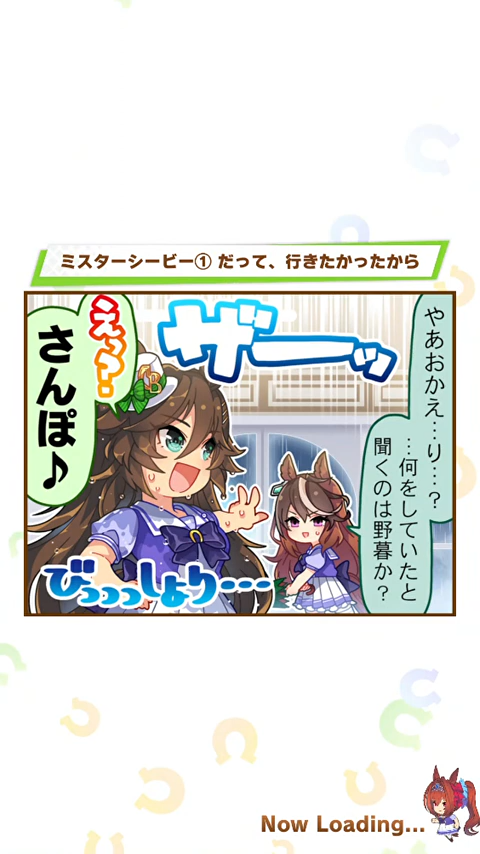 ミスターシービー① だって、行きたかったから
やあおかえ…り…？
…何をしていたと
聞くのは野暮か？
ザーーッ
えっ？
さんぽ♪
びっっっしょり・・・
Now Loading...